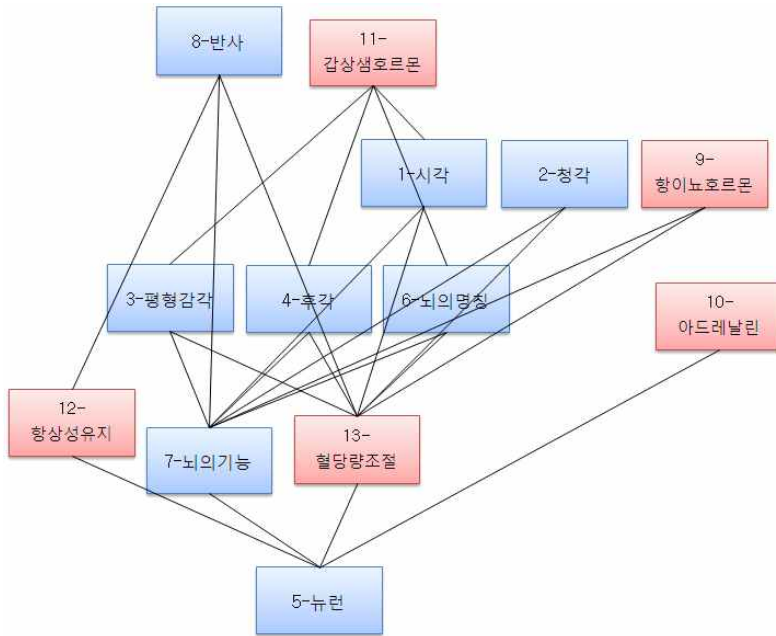 8-반사
11-
갑상샘호르몬
1-시각
2-청각
9-
항이뇨호르몬
3-평형감각
4-후각
6-뇌의명칭
10-
아드레날린
12-
항상성유지
7-뇌의기능
13-
혈당량조절
5-뉴런